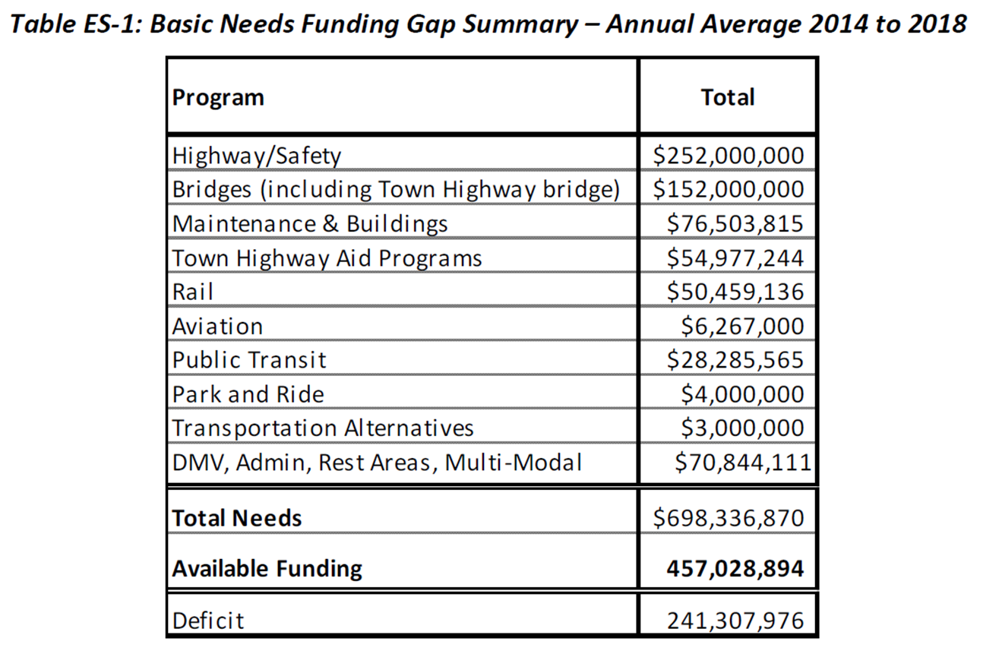 Table ES-1: Basic Needs Funding Gap Summary – Annual Average 2014 to 2018
Program Total
Highway/Safety $252,000,000
Bridges (including Town Highway bridge) $152,000,000
Maintenance & Buildings $76,503,815
Town Highway Aid Programs $54,977,244
Rail $50,459,136
Aviation $6,267,000
Public Transit $28,285,565
Park and Ride $4,000,000
Transportation Alternatives $3,000,000
DMV, Admin, Rest Areas, Multi-Modal $70,844,111
Total Needs $698,336,870
Available Funding 457,028,894
Deficit 241,307,976